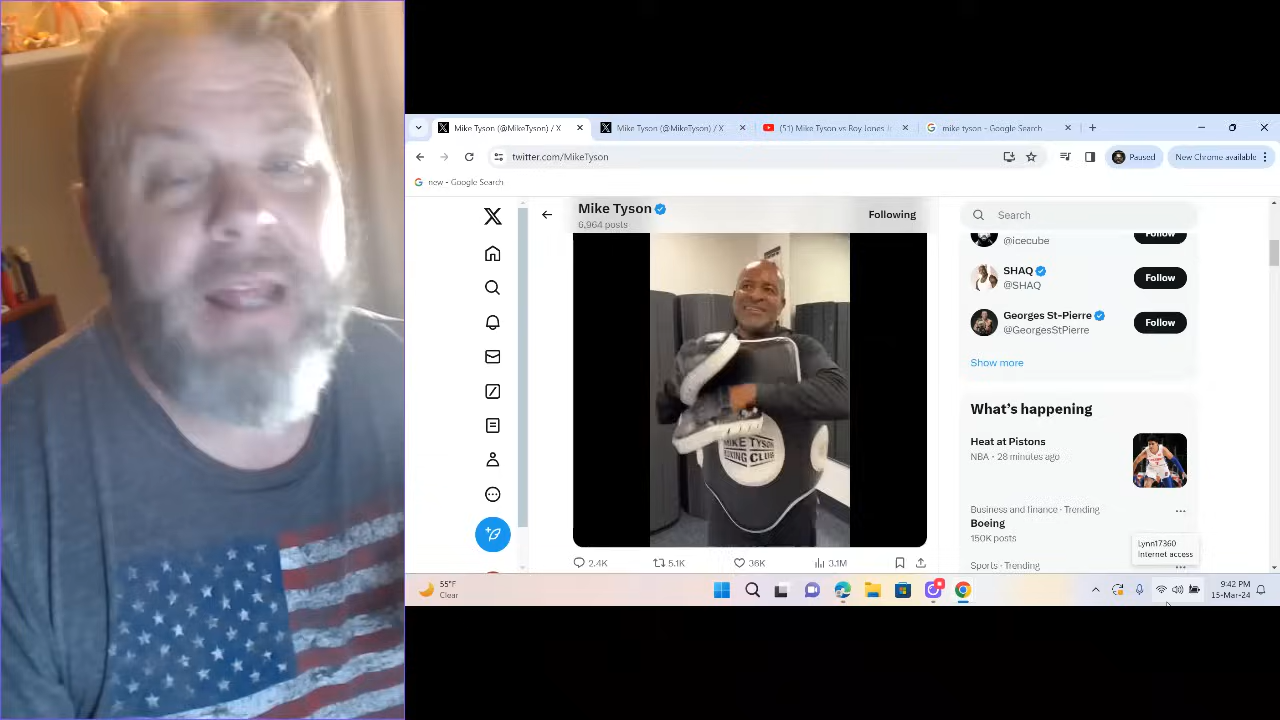 Mike Tyson (@MikeTyson) / X
Mike Tyson (@MikeTyson) / X
(51) Mike Tyson vs Roy Jones Jr
mike tyson - Google Search
twitter.com/MikeTyson
Paused
New Chrome available
new - Google Search
Mike Tyson
6,964 posts
Following
Search
@icecube
Follow
SHAQ
@SHAQ
Follow
Georges St-Pierre
@GeorgesStPierre
Follow
Show more
What's happening
Heat at Pistons
NBA · 28 minutes ago
Business and finance · Trending
Boeing
150K posts
Sports · Trending
Lynn17360
Internet access
MIKE TYSON
BOXING CLUB
2.4K
5.1K
36K
3.1M
55°F
Clear
9:42 PM
15-Mar-24